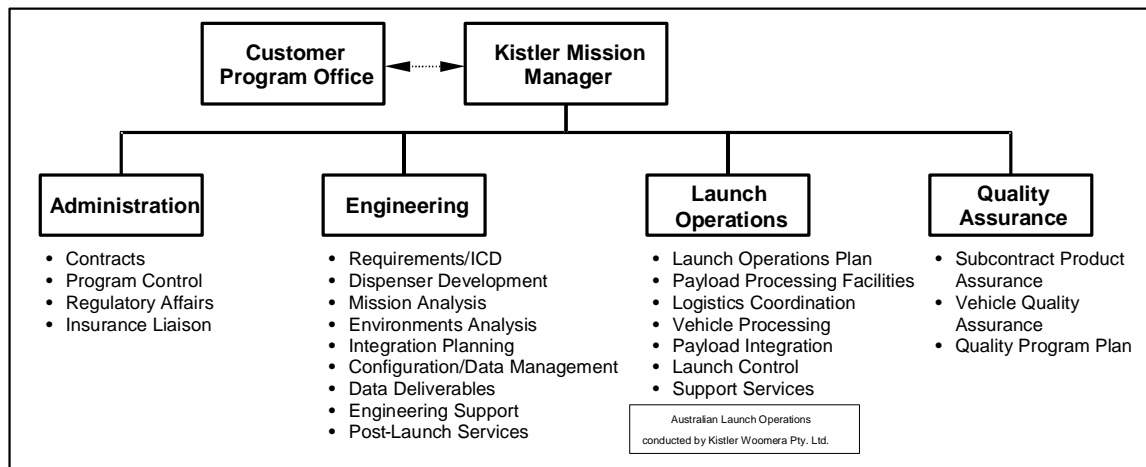 Customer
Program Office
Kistler Mission
Manager
Administration
• Contracts
• Program Control
• Regulatory Affairs
• Insurance Liaison
Engineering
• Requirements/ICD
• Dispenser Development
• Mission Analysis
• Environments Analysis
• Integration Planning
• Configuration/Data Management
• Data Deliverables
• Engineering Support
• Post-Launch Services
Launch
Operations
• Launch Operations Plan
• Payload Processing Facilities
• Logistics Coordination
• Vehicle Processing
• Payload Integration
• Launch Control
• Support Services
Australian Launch Operations
conducted by Kistler Woomera Pty. Ltd.
Quality
Assurance
• Subcontract Product
Assurance
• Vehicle Quality
Assurance
• Quality Program Plan